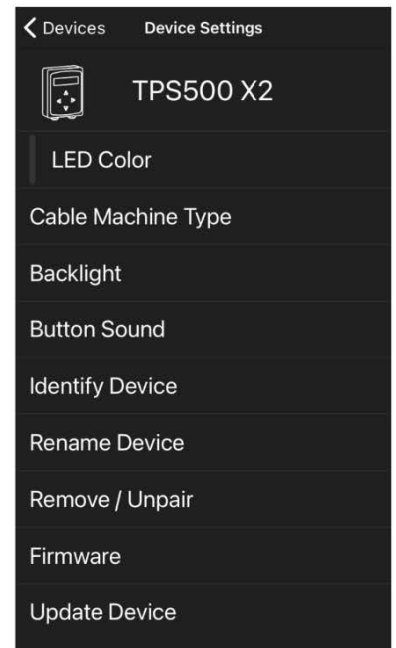 Devices
Device Settings
TPS500 X2
LED Color
Cable Machine Type
Backlight
Button Sound
Identify Device
Rename Device
Remove / Unpair
Firmware
Update Device